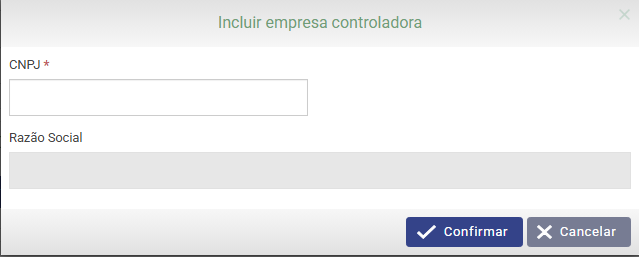 Incluir empresa controladora
CNPJ *
Razão Social
Confirmar
Cancelar